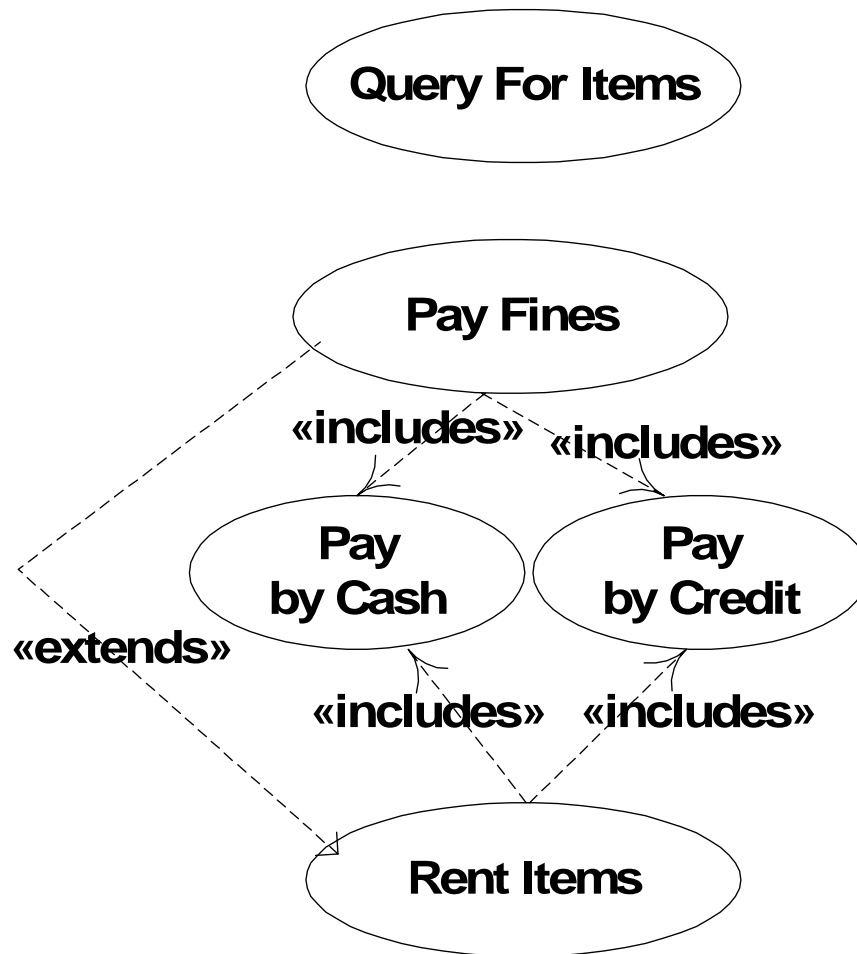 Query For Items
Pay Fines
«includes»
«includes»
Pay
by Cash
Pay
by Credit
«extends»
«includes»
«includes»
Rent Items